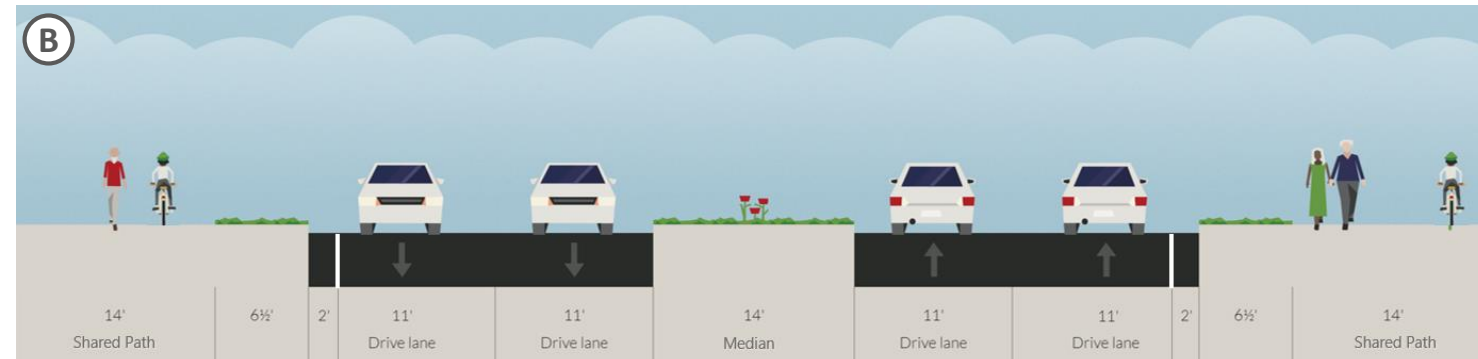 B
14' 6½' 2' 11' 11' 14' 11' 11' 2' 6½' 14'
Shared Path Drive lane Drive lane Median Drive lane Drive lane Shared Path